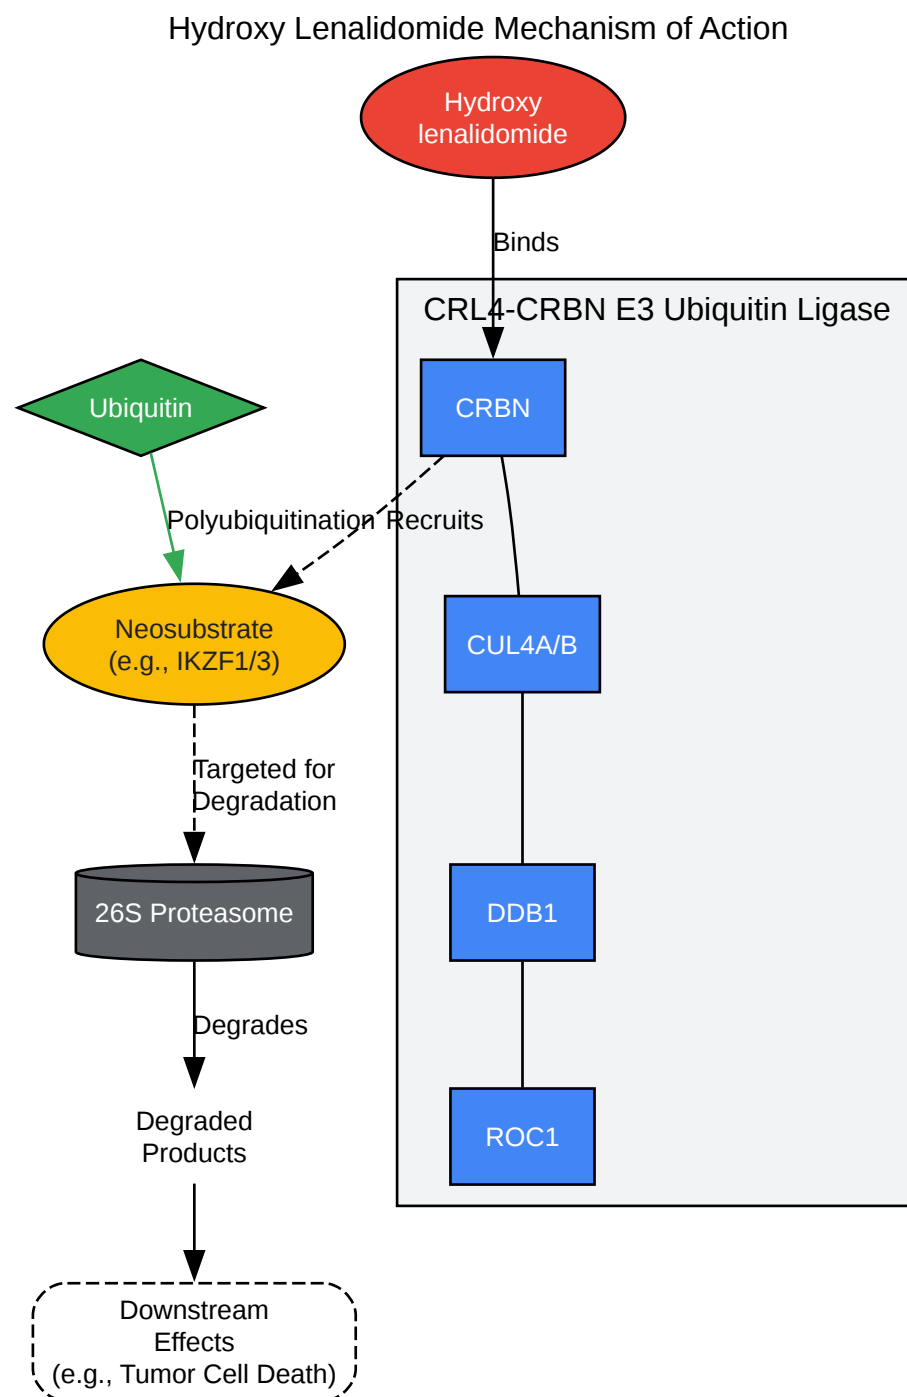 Hydroxy Lenalidomide Mechanism of Action
Hydroxy
lenalidomide
Binds
CRL4-CRBN E3 Ubiquitin Ligase
CRBN
Ubiquitin
Polyubiquitination
Recruits
Neosubstrate
(e.g., IKZF1/3)
CUL4A/B
Targeted for
Degradation
26S Proteasome
DDB1
Degrades
Degraded
Products
ROC1
Downstream
Effects
(e.g., Tumor Cell Death)